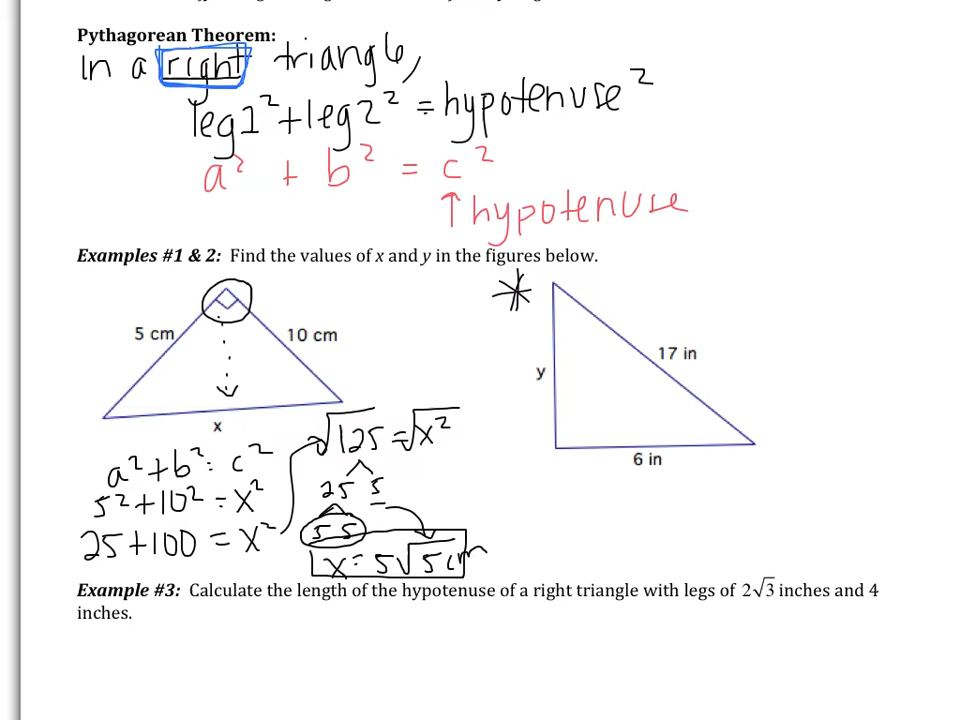 Pythagorean Theorem:
In a right triangle,
leg1² + leg2² = hypotenuse²
a² + b² = c²
↑ hypotenuse
Examples #1 & 2: Find the values of x and y in the figures below.
5 cm
10 cm
x
*
17 in
y
6 in
a² + b² = c²
5² + 10² = x²
25 + 100 = x²
√125 = √x²
25 5
5 5
x = 5√5 cm
Example #3: Calculate the length of the hypotenuse of a right triangle with legs of 2√3 inches and 4
inches.